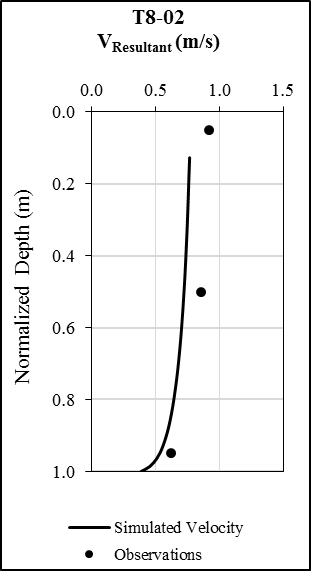 T8-02
VResultant (m/s)
0.0 0.5 1.0 1.5
0.0
0.2
0.4
0.6
0.8
1.0
Normalized Depth (m)
Simulated Velocity
Observations